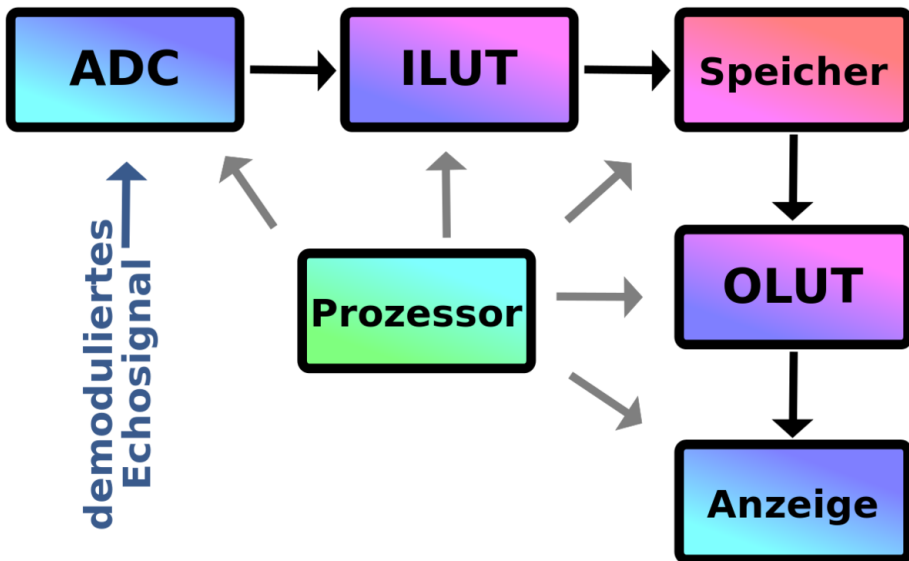 ADC
ILUT
Speicher
Prozessor
OLUT
demoduliertes
Echosignal
Anzeige